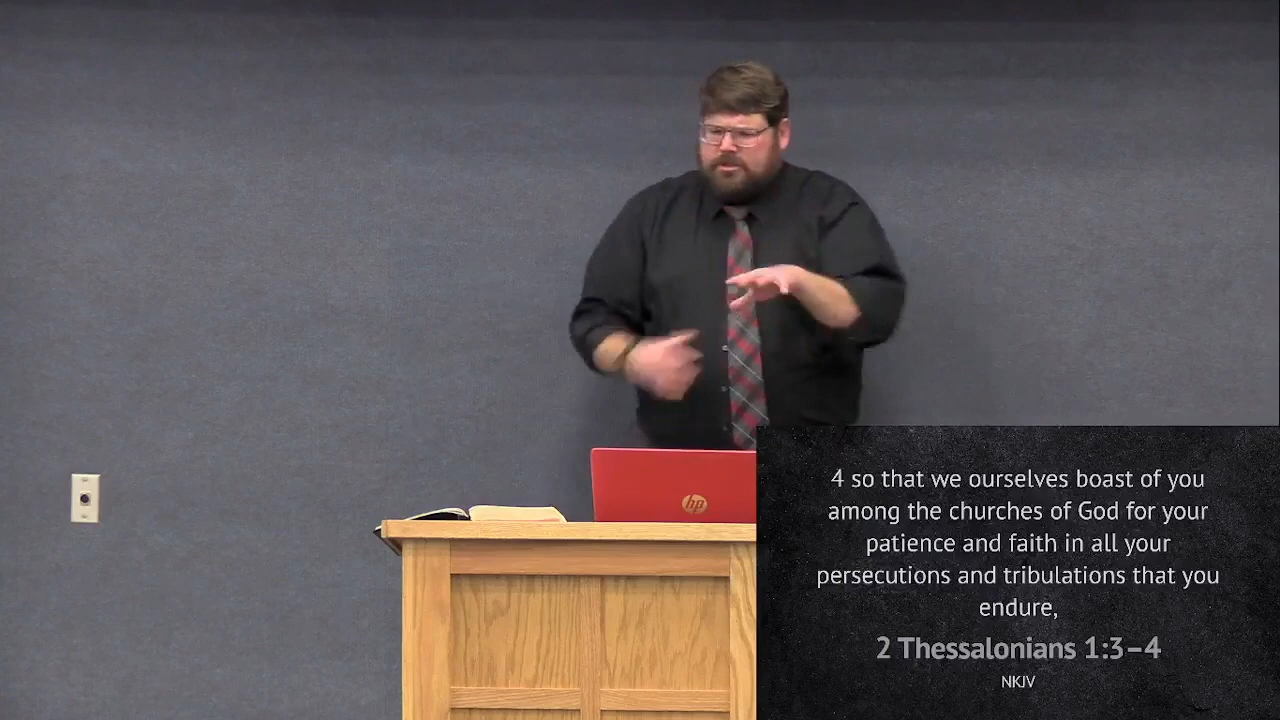 hp
4 so that we ourselves boast of you
among the churches of God for your
patience and faith in all your
persecutions and tribulations that you
endure,
2 Thessalonians 1:3–4
NKJV